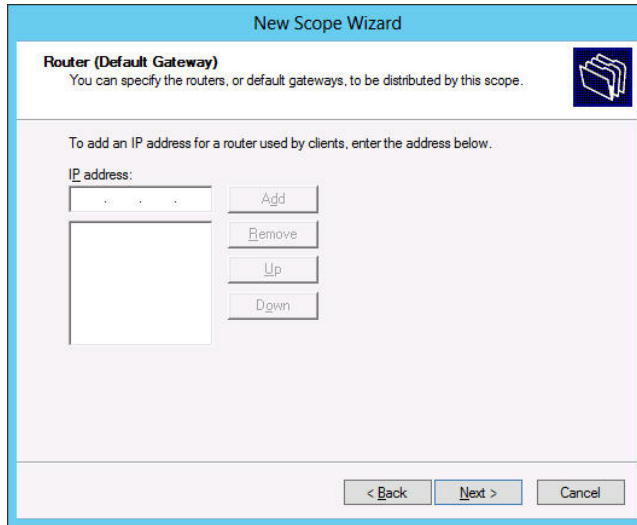 New Scope Wizard
Router (Default Gateway)
You can specify the routers, or default gateways, to be distributed by this scope.
To add an IP address for a router used by clients, enter the address below.
IP address:
. . .
Add
Remove
Up
Down
< Back
Next >
Cancel